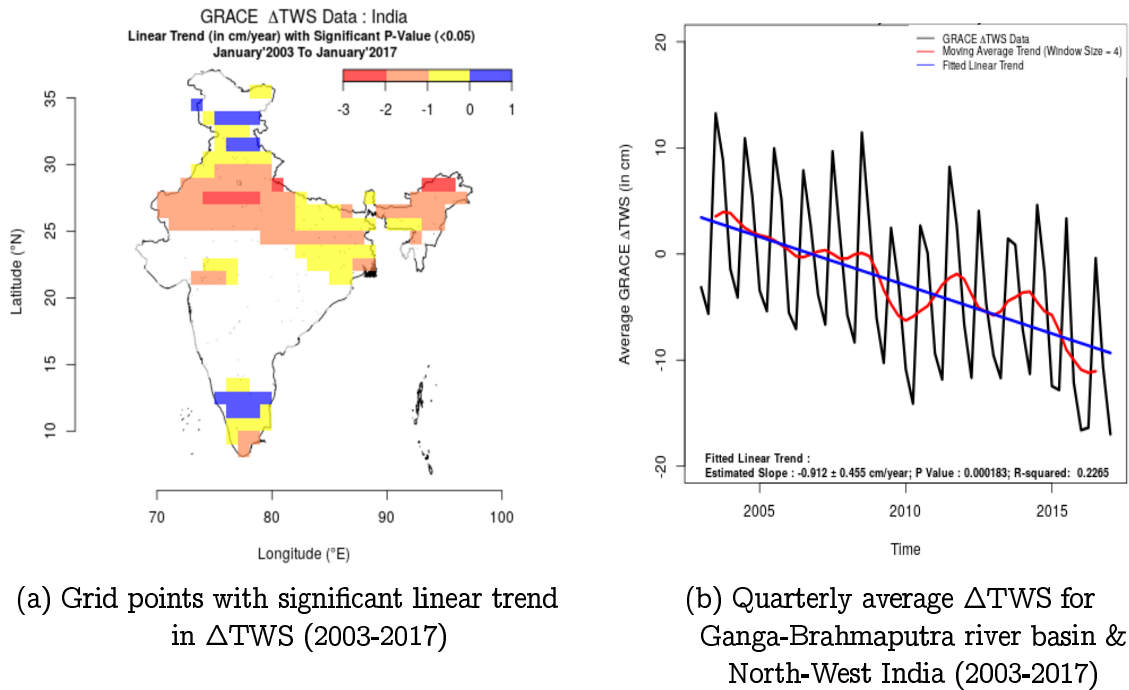 GRACE ΔTWS Data : India
Linear Trend (in cm/year) with Significant P-Value (<0.05)
January'2003 To January'2017
-3 -2 -1 0 1
35
30
25
20
15
10
Latitude (°N)
70 80 90 100
Longitude (°E)
(a) Grid points with significant linear trend
in ΔTWS (2003-2017)
GRACE ΔTWS Data
Moving Average Trend (Window Size = 4)
Fitted Linear Trend
20
10
0
-10
-20
Average GRACE ΔTWS (in cm)
Fitted Linear Trend :
Estimated Slope : -0.912 ± 0.455 cm/year; P Value : 0.000183; R-squared: 0.2265
2005 2010 2015
Time
(b) Quarterly average ΔTWS for
Ganga-Brahmaputra river basin &
North-West India (2003-2017)